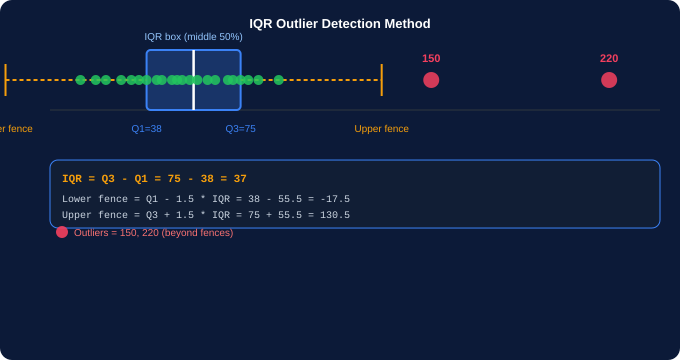 IQR Outlier Detection Method
IQR box (middle 50%)
150
220
er fence
Q1=38
Q3=75
Upper fence
IQR = Q3 - Q1 = 75 - 38 = 37
Lower fence = Q1 - 1.5 * IQR = 38 - 55.5 = -17.5
Upper fence = Q3 + 1.5 * IQR = 75 + 55.5 = 130.5
Outliers = 150, 220 (beyond fences)